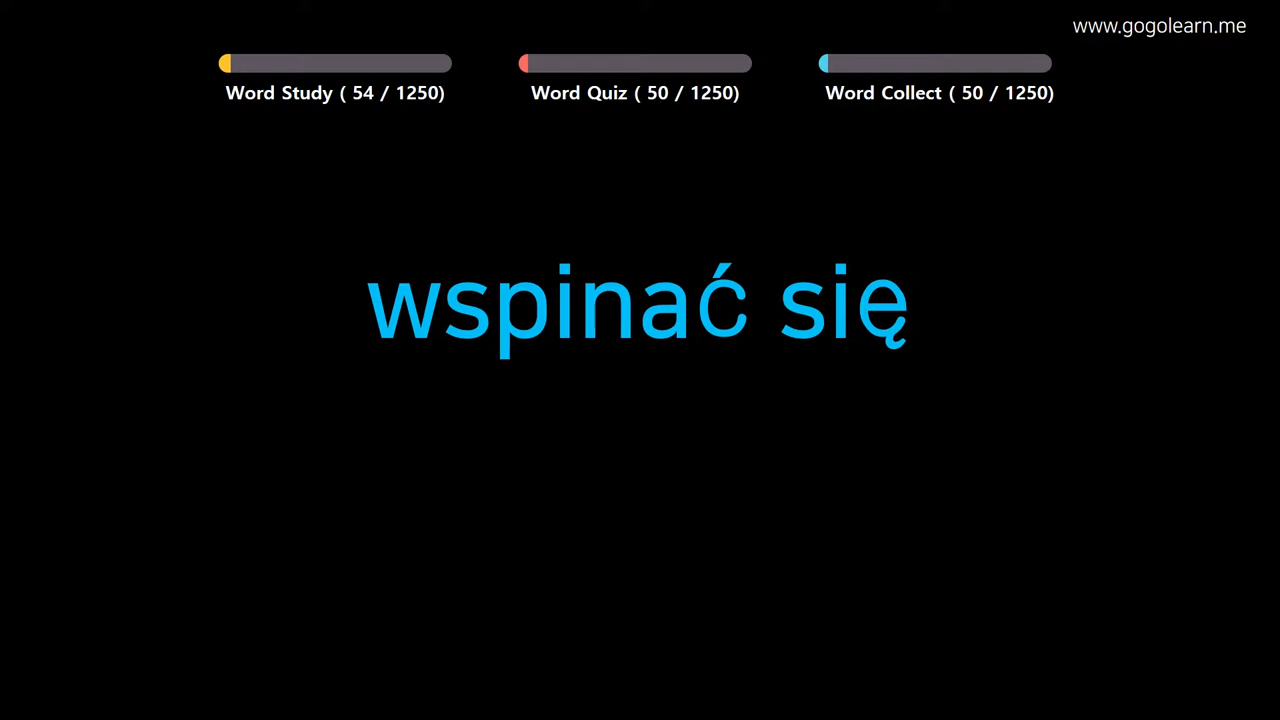 www.gogolearn.me
Word Study ( 54 / 1250)
Word Quiz ( 50 / 1250)
Word Collect ( 50 / 1250)
wspinać się